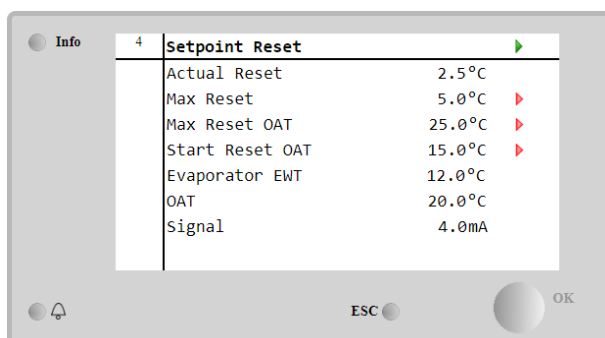 Info
4 Setpoint Reset
Actual Reset 2.5°C
Max Reset 5.0°C
Max Reset OAT 25.0°C
Start Reset OAT 15.0°C
Evaporator EWT 12.0°C
OAT 20.0°C
Signal 4.0mA
ESC OK